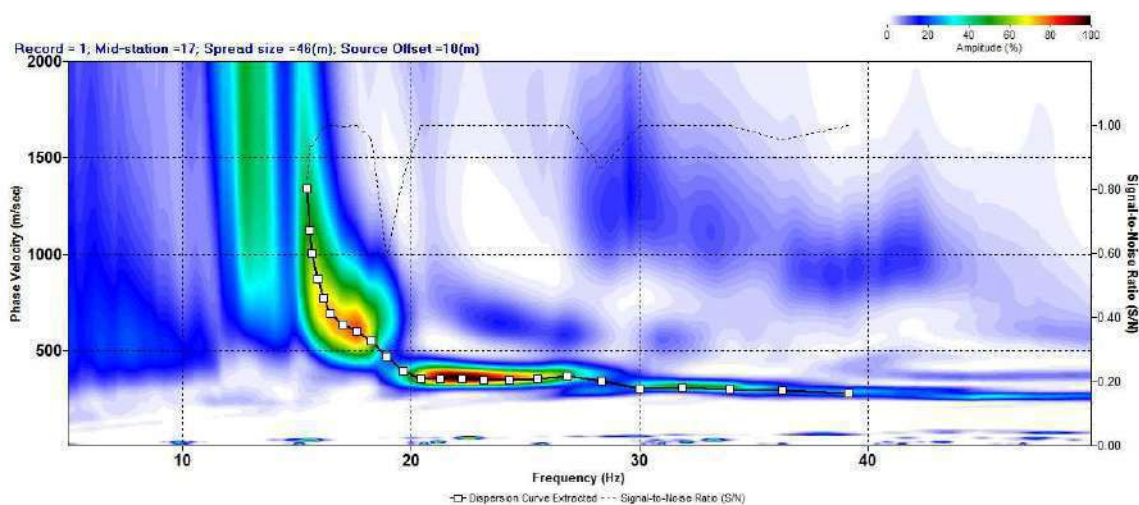 0 20 40 60 80 100
Amplitude (%)
Record = 1; Mid-station =17; Spread size =46(m); Source Offset =10(m)
2000
1500
1000
500
Phase Velocity (m/sec)
1.00
0.80
0.60
0.40
0.20
0.00
Signal-to-Noise Ratio (S/N)
10 20 30 40
Frequency (Hz)
Dispersion Curve Extracted Signal-to-Noise Ratio (S/N)